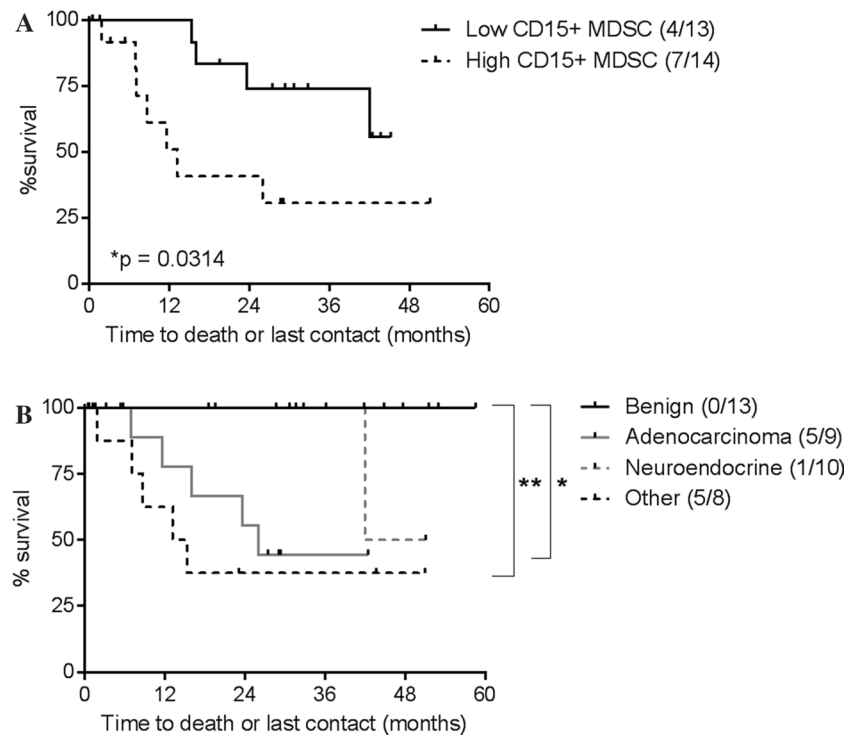 A
Low CD15+ MDSC (4/13)
High CD15+ MDSC (7/14)
100
75
50
25
0
%survival
*p = 0.0314
0 12 24 36 48 60
Time to death or last contact (months)
B
Benign (0/13)
Adenocarcinoma (5/9)
Neuroendocrine (1/10)
Other (5/8)
** *
100
75
50
25
0
% survival
0 12 24 36 48 60
Time to death or last contact (months)